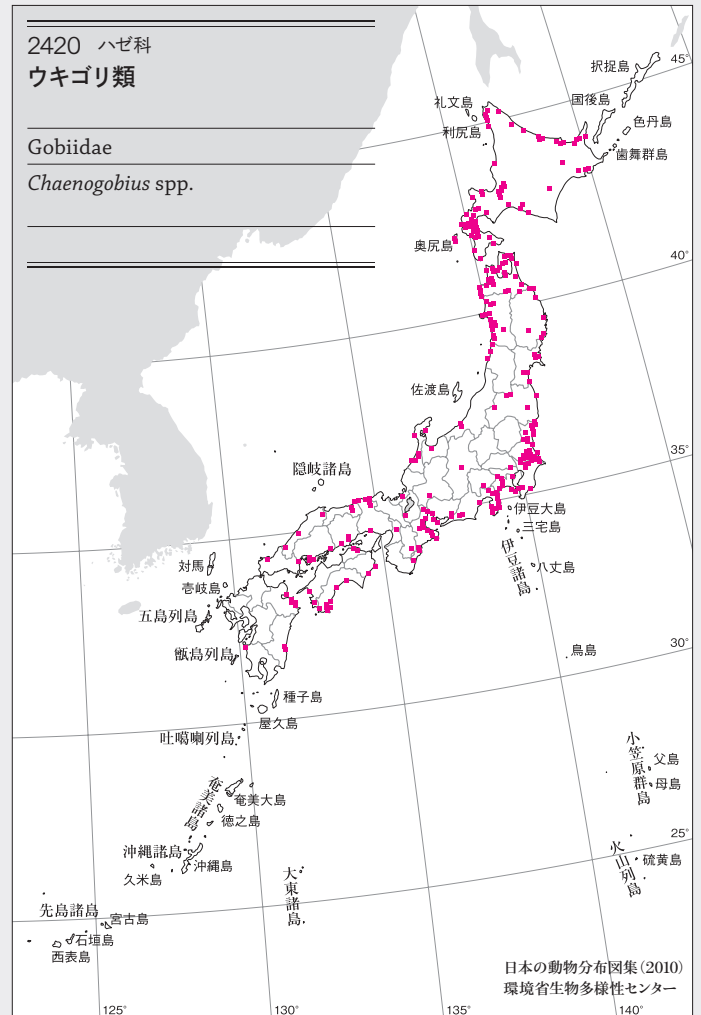 2420 ハゼ科
ウキゴリ類
Gobiidae
Chaenogobius spp.
択捉島
45°
礼文島
国後島
利尻島
色丹島
歯舞群島
奥尻島
40°
佐渡島
35°
隠岐諸島
伊豆大島
三宅島
伊豆諸島
八丈島
対馬
壱岐島
五島列島
甑島列島
鳥島
30°
種子島
屋久島
吐噶喇列島
小笠原群島
父島
母島
奄美諸島
奄美大島
徳之島
25°
火山列島
硫黄島
沖縄諸島
沖縄島
久米島
大東諸島
先島諸島
宮古島
石垣島
西表島
日本の動物分布図集(2010)
環境省生物多様性センター
125°
130°
135°
140°